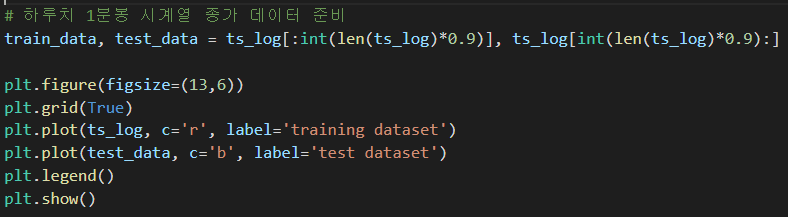 # 하루치 1분봉 시계열 종가 데이터 준비
train_data, test_data = ts_log[:int(len(ts_log)*0.9)], ts_log[int(len(ts_log)*0.9):]
plt.figure(figsize=(13,6))
plt.grid(True)
plt.plot(ts_log, c='r', label='training dataset')
plt.plot(test_data, c='b', label='test dataset')
plt.legend()
plt.show()